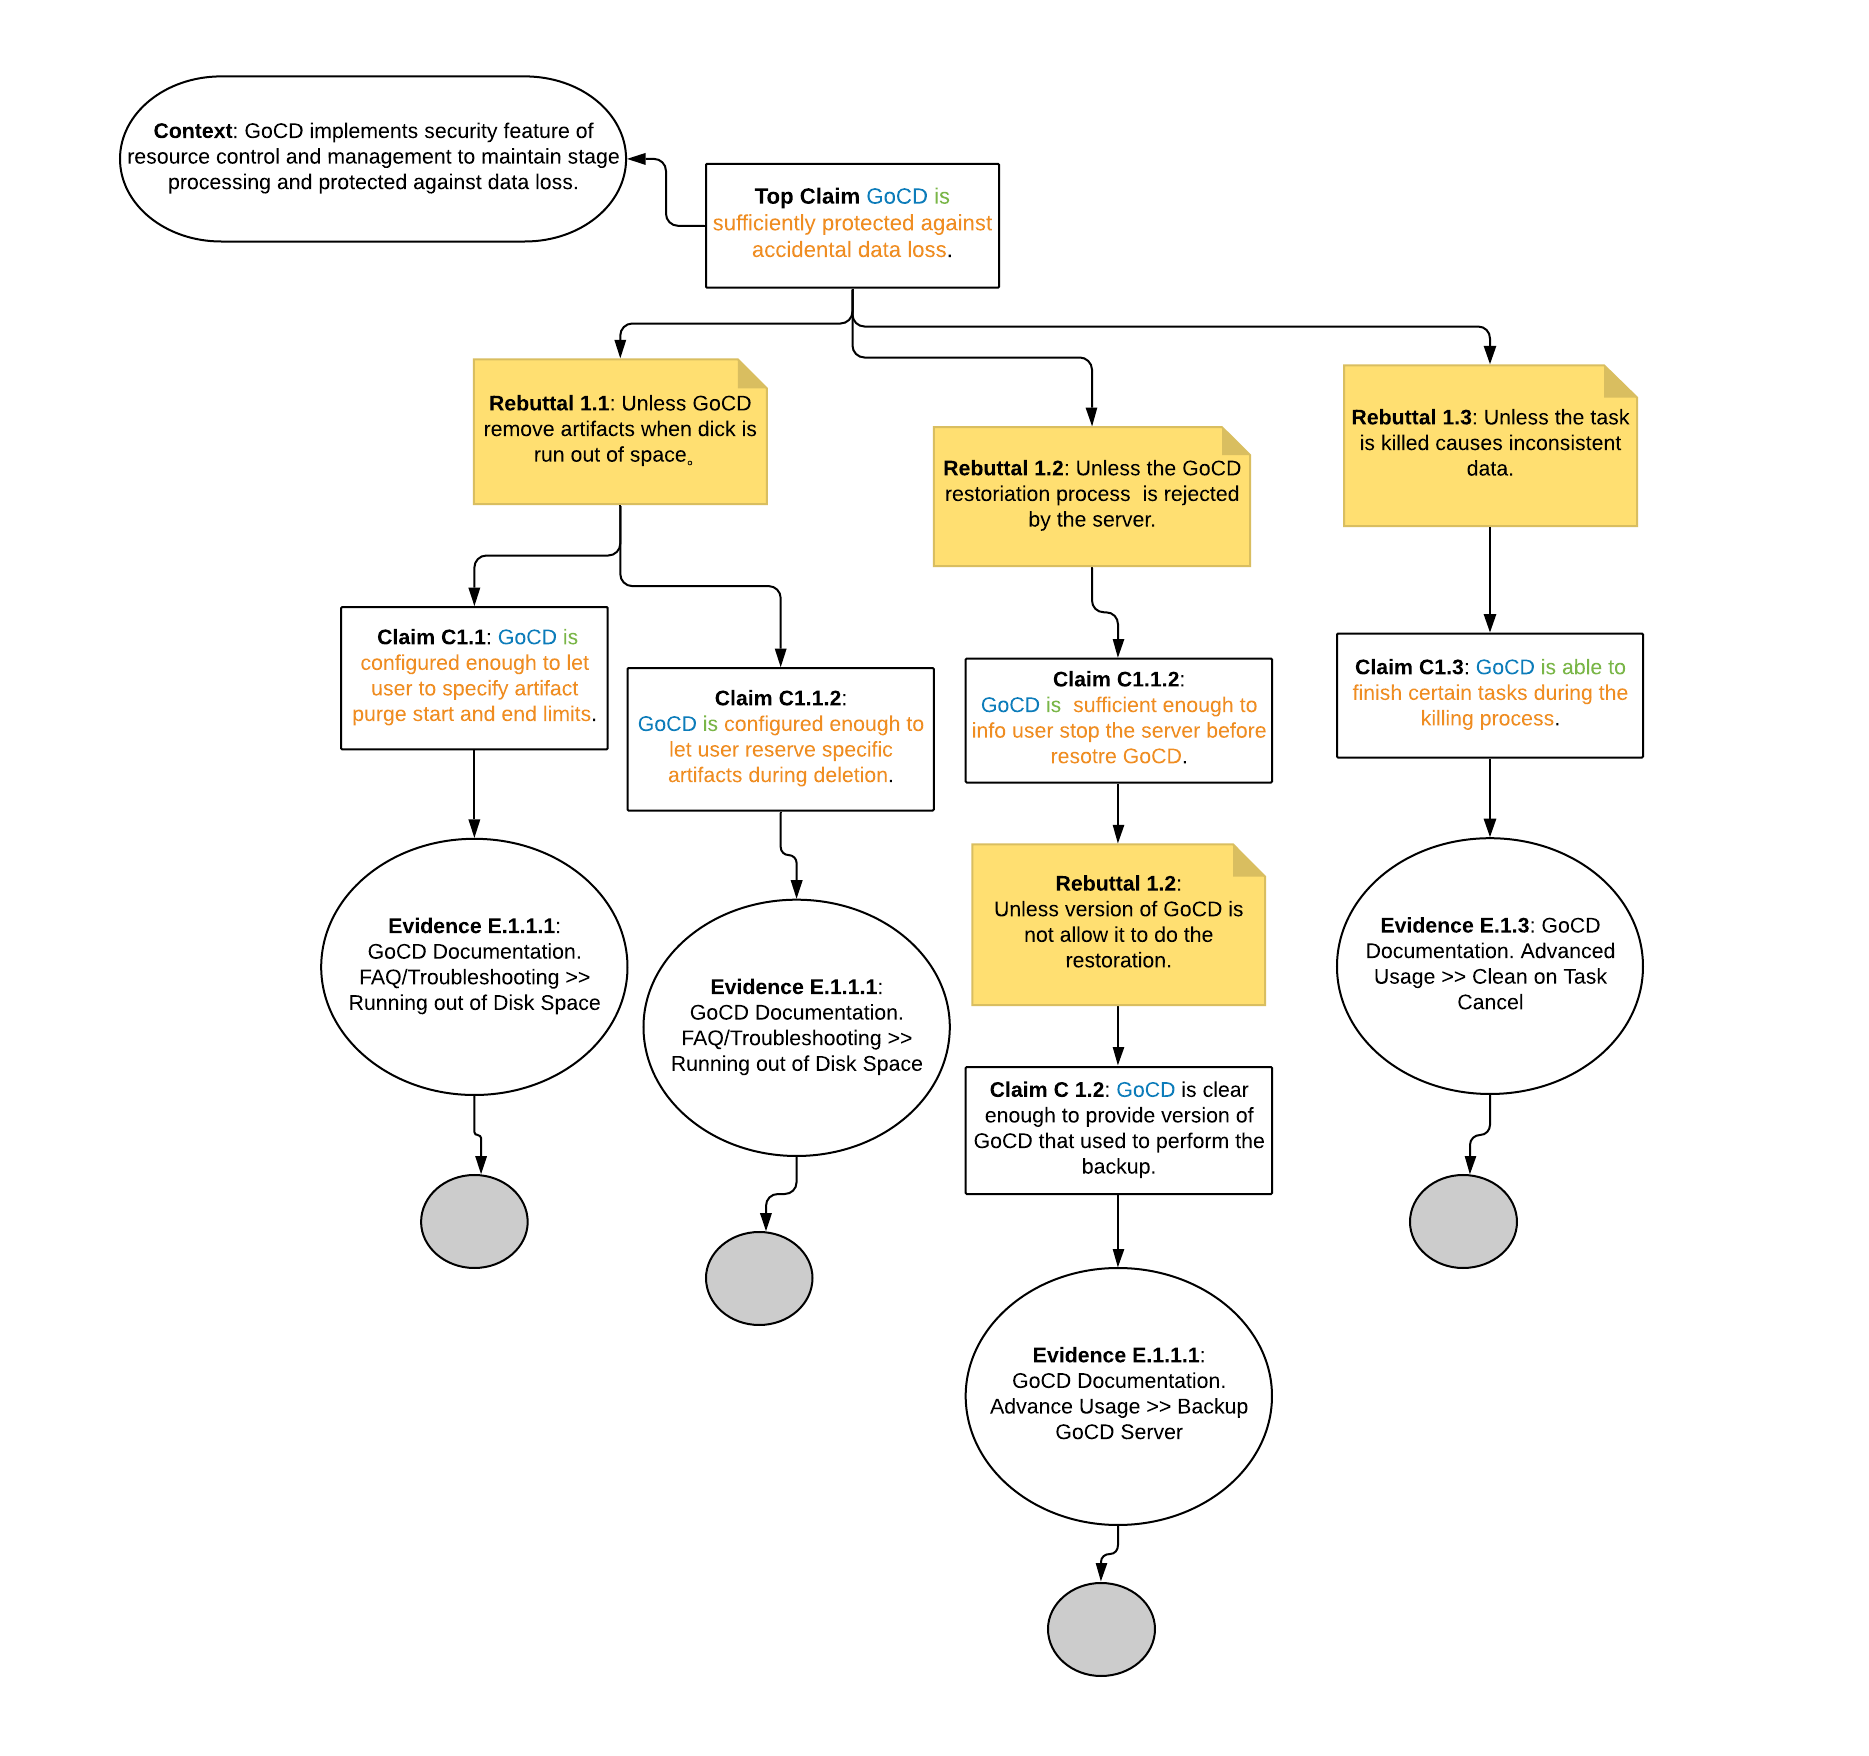 Context: GoCD implements security feature of
resource control and management to maintain stage
processing and protected against data loss.
Top Claim GoCD is
sufficiently protected against
accidental data loss.
Rebuttal 1.1: Unless GoCD
remove artifacts when dick is
run out of space。
Rebuttal 1.2: Unless the GoCD
restoriation process  is rejected
by the server.
Rebuttal 1.3: Unless the task
is killed causes inconsistent
data.
Claim C1.1: GoCD is
configured enough to let
user to specify artifact
purge start and end limits.
Claim C1.1.2:
GoCD is configured enough to
let user reserve specific
artifacts during deletion.
Claim C1.1.2:
GoCD is  sufficient enough to
info user stop the server before
resotre GoCD.
Claim C1.3: GoCD is able to
finish certain tasks during the
killing process.
Rebuttal 1.2:
Unless version of GoCD is
not allow it to do the
restoration.
Evidence E.1.1.1:
GoCD Documentation.
FAQ/Troubleshooting >>
Running out of Disk Space
Evidence E.1.1.1:
GoCD Documentation.
FAQ/Troubleshooting >>
Running out of Disk Space
Evidence E.1.3: GoCD
Documentation. Advanced
Usage >> Clean on Task
Cancel
Claim C 1.2: GoCD is clear
enough to provide version of
GoCD that used to perform the
backup.
Evidence E.1.1.1:
GoCD Documentation.
Advance Usage >> Backup
GoCD Server